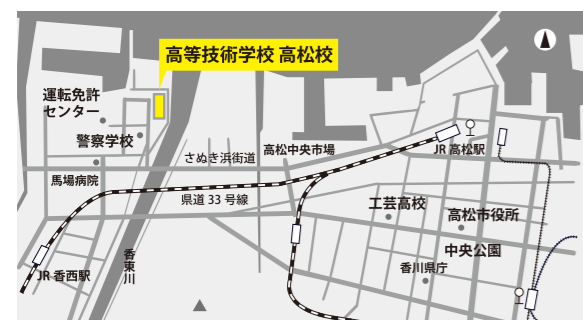 高等技術学校 高松校
運転免許
センター
警察学校
さぬき浜街道
高松中央市場
JR 高松駅
馬場病院
県道 33 号線
工芸高校
高松市役所
中央公園
香川県庁
香東川
JR 香西駅